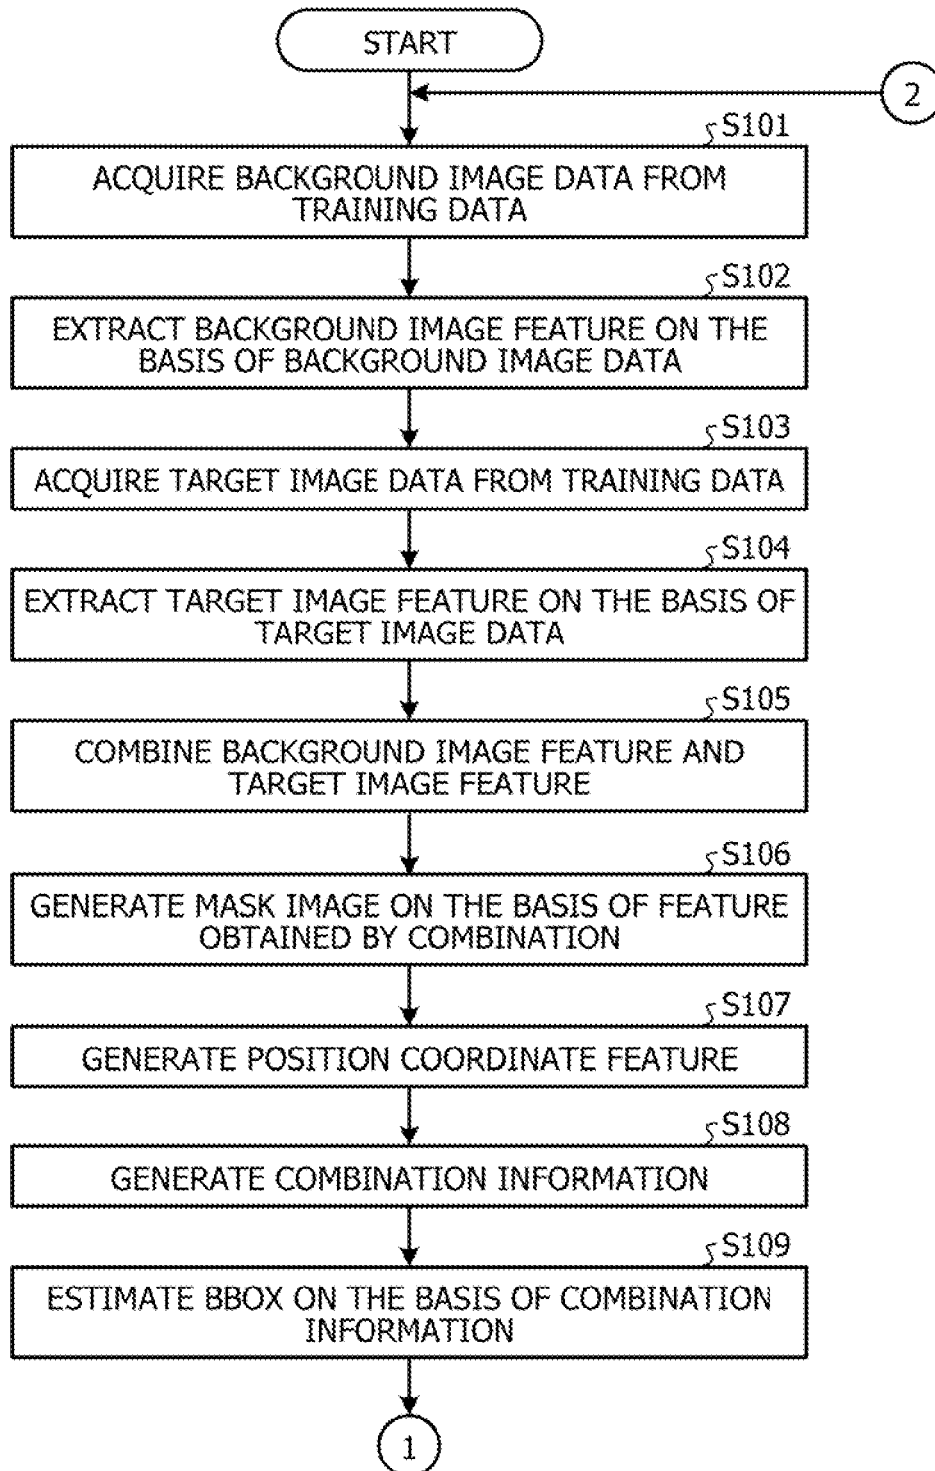 START
2
S101
ACQUIRE BACKGROUND IMAGE DATA FROM
TRAINING DATA
S102
EXTRACT BACKGROUND IMAGE FEATURE ON THE
BASIS OF BACKGROUND IMAGE DATA
S103
ACQUIRE TARGET IMAGE DATA FROM TRAINING DATA
S104
EXTRACT TARGET IMAGE FEATURE ON THE BASIS OF
TARGET IMAGE DATA
S105
COMBINE BACKGROUND IMAGE FEATURE AND
TARGET IMAGE FEATURE
S106
GENERATE MASK IMAGE ON THE BASIS OF FEATURE
OBTAINED BY COMBINATION
S107
GENERATE POSITION COORDINATE FEATURE
S108
GENERATE COMBINATION INFORMATION
S109
ESTIMATE BBOX ON THE BASIS OF COMBINATION
INFORMATION
1